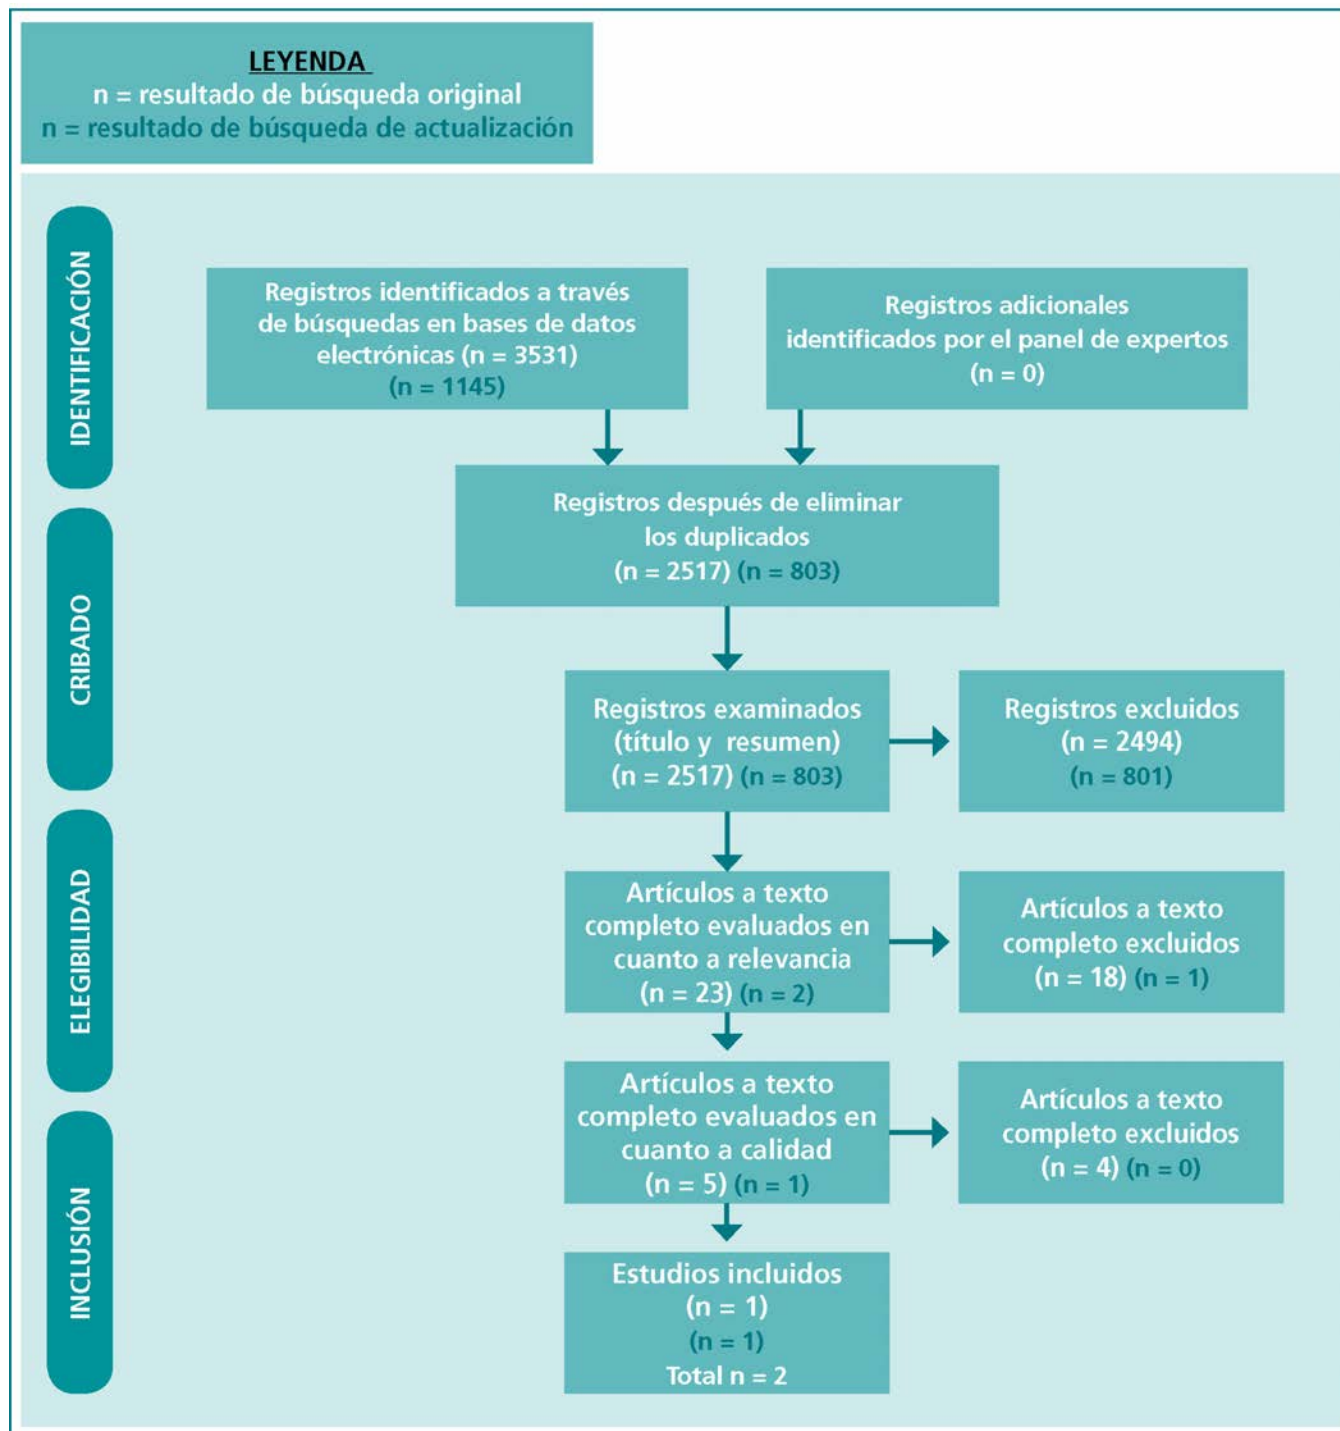 LEYENDA
n = resultado de búsqueda original
n = resultado de búsqueda de actualización
IDENTIFICACIÓN
Registros identificados a través
de búsquedas en bases de datos
electrónicas (n = 3531)
(n = 1145)
Registros adicionales
identificados por el panel de expertos
(n = 0)
Registros después de eliminar
los duplicados
(n = 2517) (n = 803)
CRIBADO
Registros examinados
(título y resumen)
(n = 2517) (n = 803)
Registros excluidos
(n = 2494)
(n = 801)
ELEGIBILIDAD
Artículos a texto
completo evaluados en
cuanto a relevancia
(n = 23) (n = 2)
Artículos a texto
completo excluidos
(n = 18) (n = 1)
Artículos a texto
completo evaluados en
cuanto a calidad
(n = 5) (n = 1)
Artículos a texto
completo excluidos
(n = 4) (n = 0)
INCLUSIÓN
Estudios incluidos
(n = 1)
(n = 1)
Total n = 2